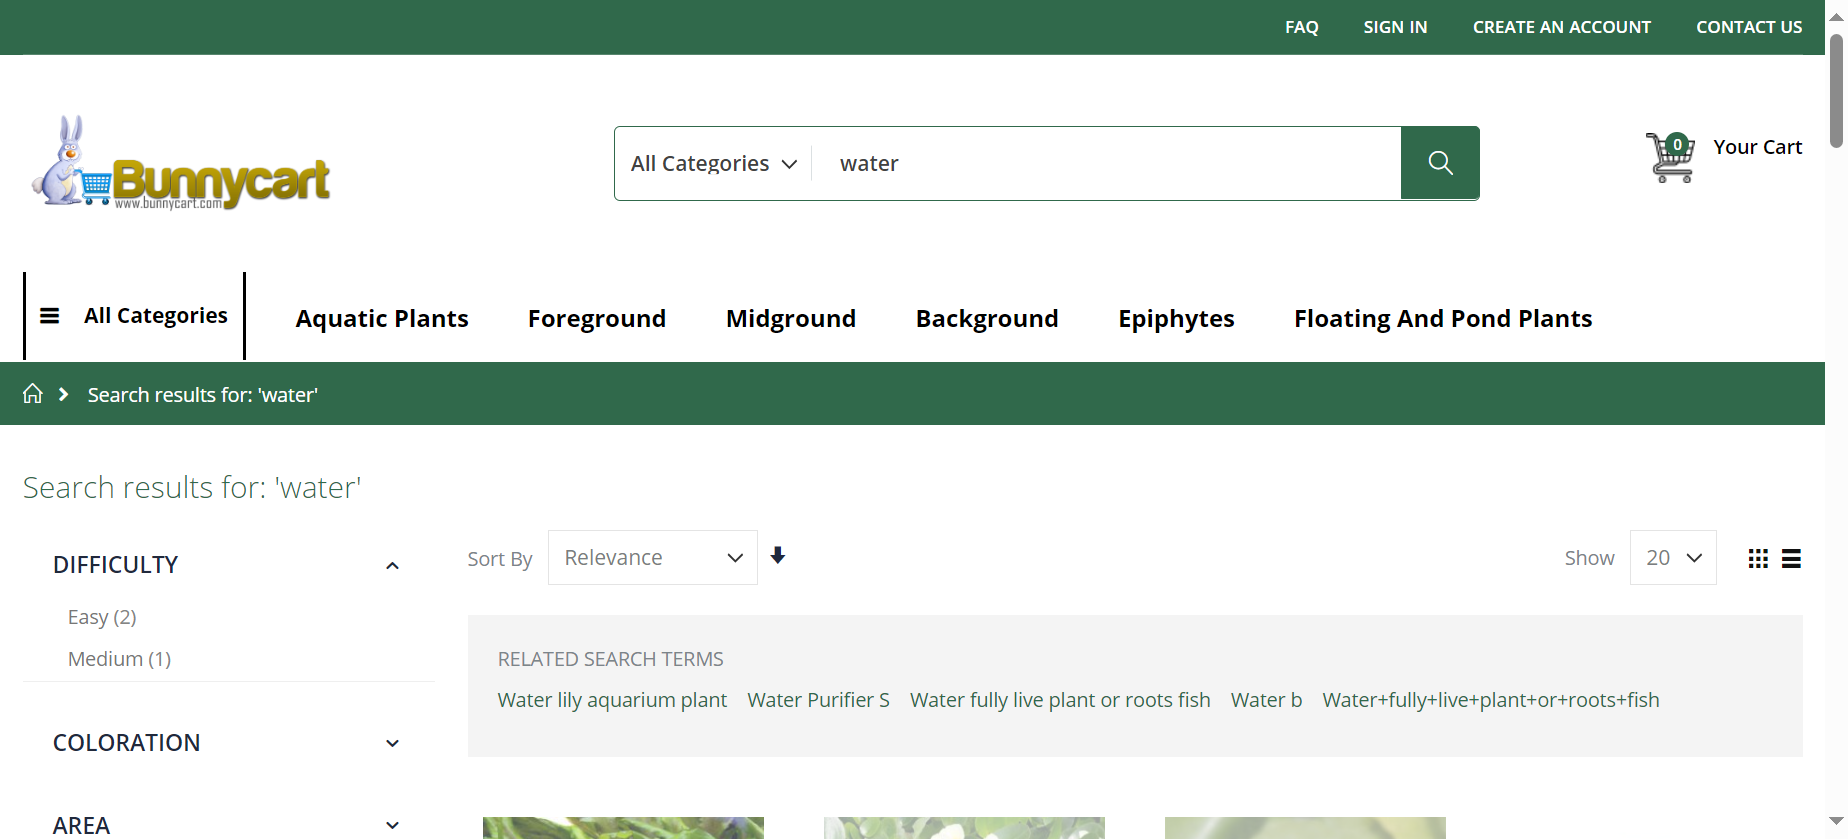 FAQ SIGN IN CREATE AN ACCOUNT CONTACT US
Bunnycart
www.bunnycart.com
All Categories water
0 Your Cart
All Categories Aquatic Plants Foreground Midground Background Epiphytes Floating And Pond Plants
Search results for: 'water'
Search results for: 'water'
DIFFICULTY
Easy (2)
Medium (1)
COLORATION
AREA
Sort By Relevance
Show 20
RELATED SEARCH TERMS
Water lily aquarium plant Water Purifier S Water fully live plant or roots fish Water b Water+fully+live+plant+or+roots+fish